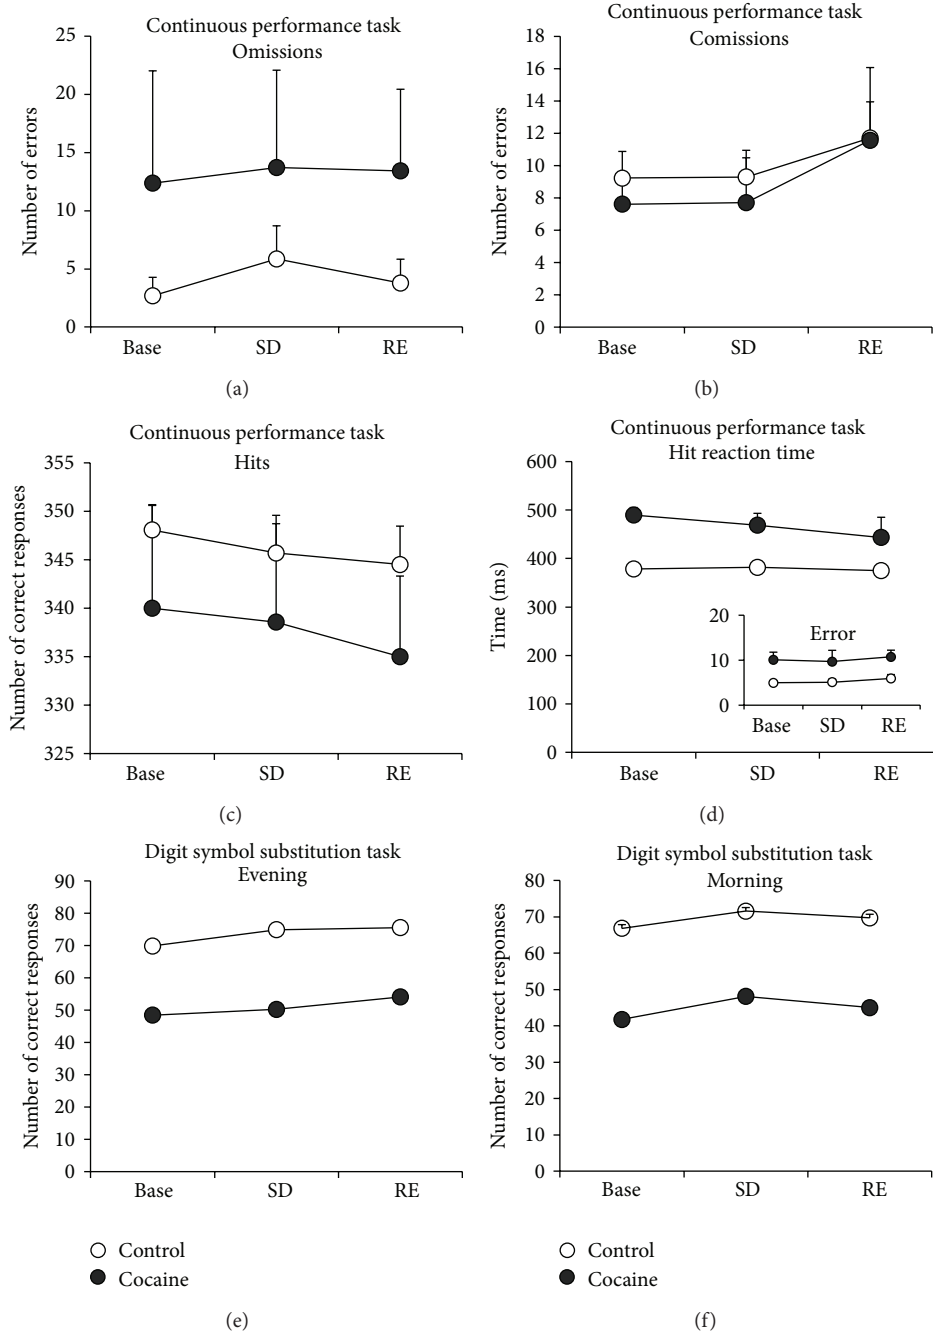 Continuous performance task
Omissions
25
20
15
10
5
0
Number of errors
Base SD RE
(a)
Continuous performance task
Comissions
18
16
14
12
10
8
6
4
2
0
Number of errors
Base SD RE
(b)
Continuous performance task
Hits
355
350
345
340
335
330
325
Number of correct responses
Base SD RE
(c)
Continuous performance task
Hit reaction time
600
500
400
300
200
100
0
Time (ms)
20
10
0
Error
Base SD RE
Base SD RE
(d)
Digit symbol substitution task
Evening
90
80
70
60
50
40
30
20
10
0
Number of correct responses
Base SD RE
Control
Cocaine
(e)
Digit symbol substitution task
Morning
80
70
60
50
40
30
20
10
0
Number of correct responses
Base SD RE
Control
Cocaine
(f)